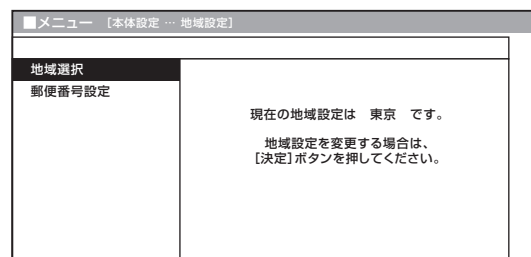 ■メニュー [本体設定 … 地域設定]
地域選択
郵便番号設定
現在の地域設定は 東京 です。
地域設定を変更する場合は、
[決定]ボタンを押してください。